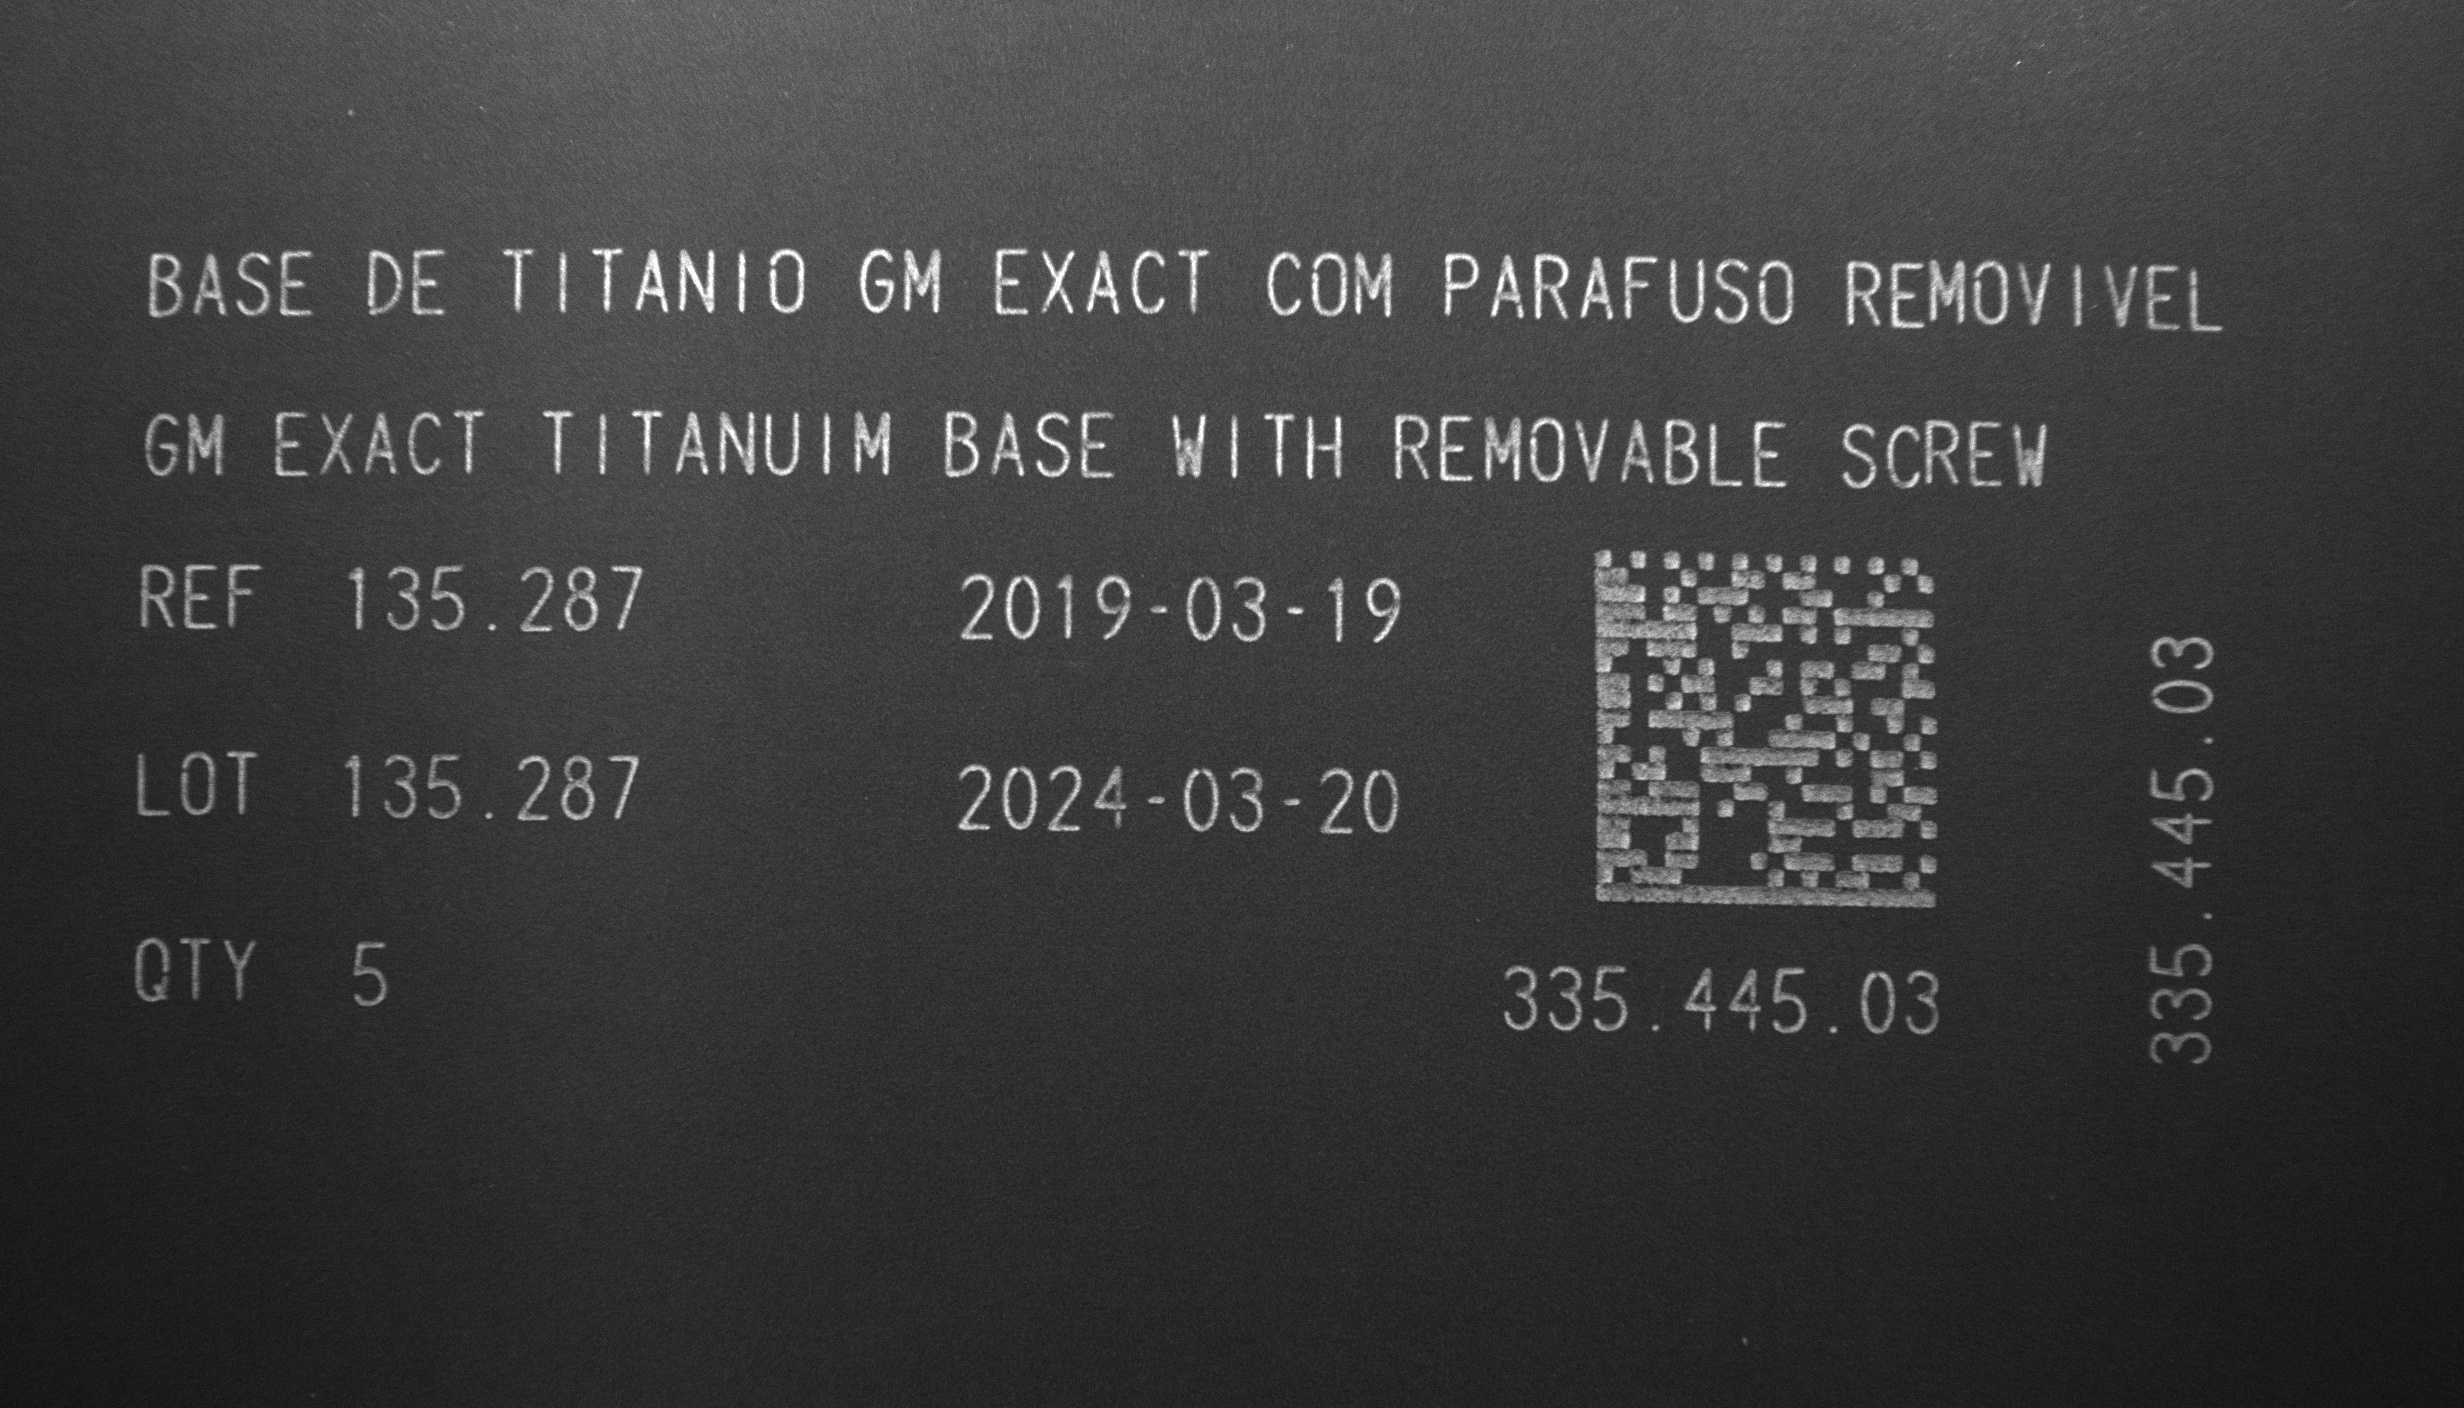 BASE DE TITANIO GM EXACT COM PARAFUSO REMOVIVEL
GM EXACT TITANUIM BASE WITH REMOVABLE SCREW
REF 135.287 2019-03-19
LOT 135.287 2024-03-20
QTY 5
335.445.03
335.445.03